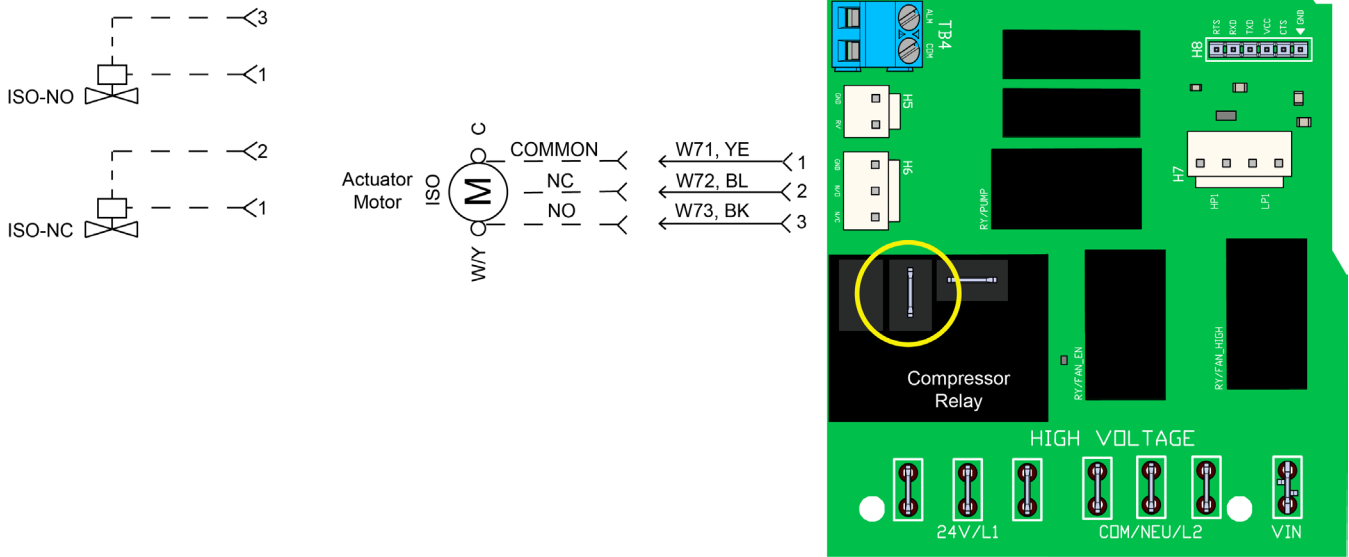 3
1
ISO-NO
2
1
ISO-NC
Actuator
Motor
ISO
C
M
W/Y
COMMON
NC
NO
W71, YE
1
W72, BL
2
W73, BK
3
ALM
COM
TB4
GND
RV
H5
GND
N/O
N/C
H6
RY/PUMP
H8
RTS
RXD
TXD
VCC
CTS
GND
H7
HP1
LP1
Compressor
Relay
RY/FAN_EN
RY/FAN_HIGH
HIGH VOLTAGE
24V/L1
COM/NEU/L2
VIN